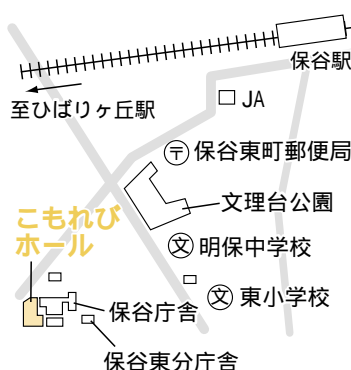 保谷駅
至ひばりヶ丘駅
JA
〒 保谷東町郵便局
文理台公園
こもれび
ホール
文 明保中学校
文 東小学校
保谷庁舎
保谷東分庁舎